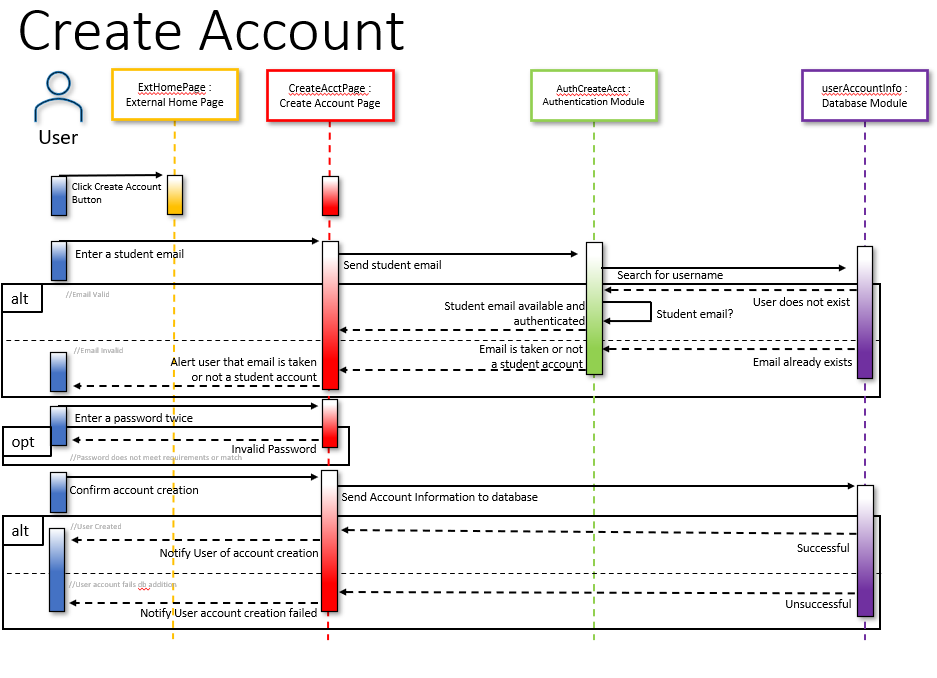 Create Account
User
ExtHomePage :
External Home Page
CreateAcctPage :
Create Account Page
AuthCreateAcct :
Authentication Module
userAccountInfo :
Database Module
Click Create Account
Button
Enter a student email
Send student email
Search for username
alt
//Email Valid
User does not exist
Student email available and
authenticated
Student email?
//Email Invalid
Email is taken or not
a student account
Email already exists
Alert user that email is taken
or not a student account
Enter a password twice
opt
Invalid Password
//Password does not meet requirements or match
Confirm account creation
Send Account Information to database
alt
//User Created
Successful
Notify User of account creation
//User account fails db addition
Unsuccessful
Notify User account creation failed